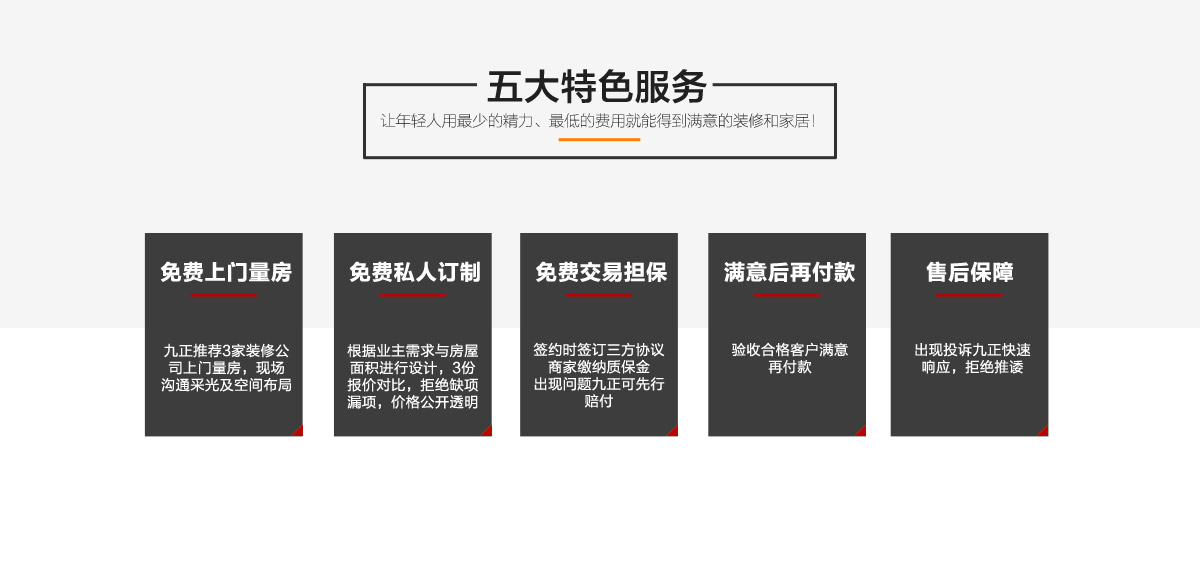 五大特色服务
让年轻人用最少的精力、最低的费用就能得到满意的装修和家居！
免费上门量房
九正推荐3家装修公
司上门量房，现场
沟通采光及空间布局
免费私人订制
根据业主需求与房屋
面积进行设计，3份
报价对比，拒绝缺项
漏项，价格公开透明
免费交易担保
签约时签订三方协议
商家缴纳质保金
出现问题九正可先行
赔付
满意后再付款
验收合格客户满意
再付款
售后保障
出现投诉九正快速
响应，拒绝推诿